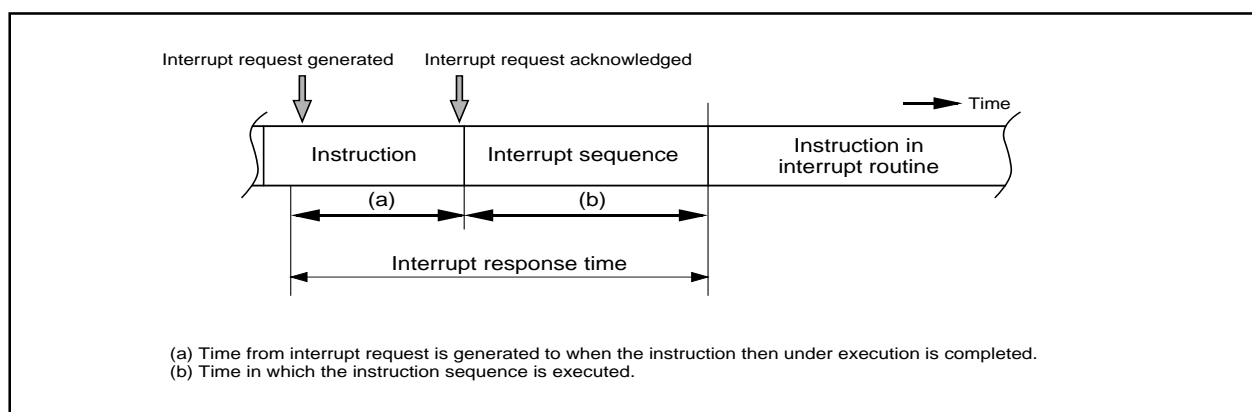 Interrupt request generated
Interrupt request acknowledged
Time
Instruction
Interrupt sequence
Instruction in
interrupt routine
(a)
(b)
Interrupt response time
(a) Time from interrupt request is generated to when the instruction then under execution is completed.
(b) Time in which the instruction sequence is executed.